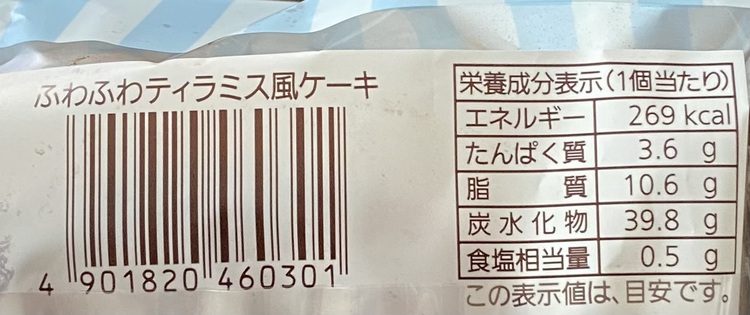 ふわふわティラミス風ケーキ
4 901820 460301
栄養成分表示(1個当たり)
エネルギー 269 kcal
たんぱく質 3.6 g
脂質 10.6 g
炭水化物 39.8 g
食塩相当量 0.5 g
この表示値は、目安です。